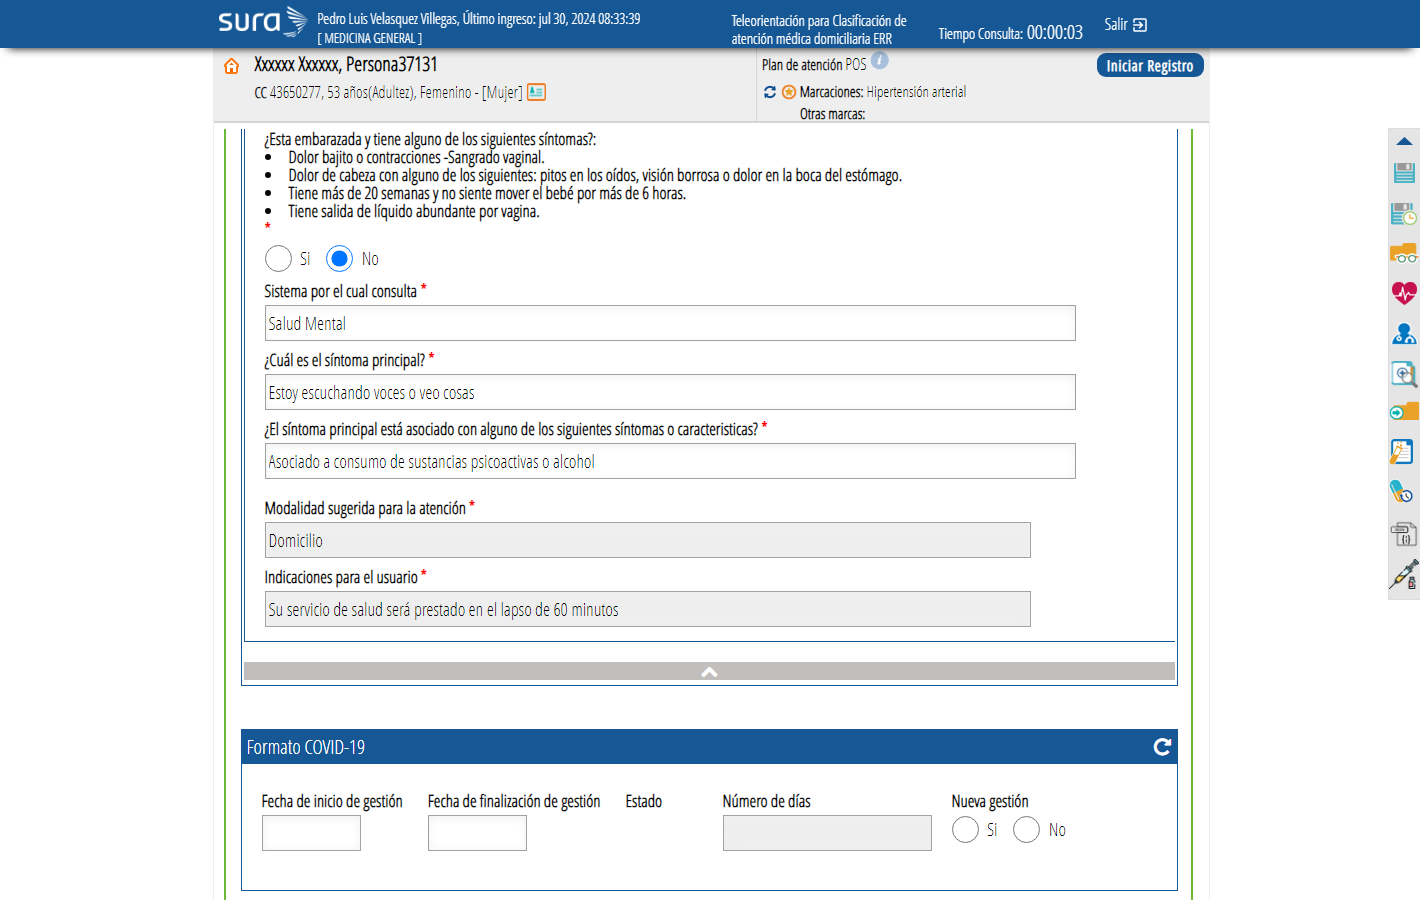 sura
Pedro Luis Velasquez Villegas, Último ingreso: jul 30, 2024 08:33:39
[ MEDICINA GENERAL ]
Teleorientación para Clasificación de
atención médica domiciliaria ERR
Tiempo Consulta: 00:00:03
Salir
Xxxxxx Xxxxxx, Persona37131
CC 43650277, 53 años(Adultez), Femenino - [Mujer]
Plan de atención POS
Marcaciones: Hipertensión arterial
Otras marcas:
Iniciar Registro
¿Esta embarazada y tiene alguno de los siguientes síntomas?:
• Dolor bajito o contracciones -Sangrado vaginal.
• Dolor de cabeza con alguno de los siguientes: pitos en los oídos, visión borrosa o dolor en la boca del estómago.
• Tiene más de 20 semanas y no siente mover el bebé por más de 6 horas.
• Tiene salida de líquido abundante por vagina.
*
Si No
Sistema por el cual consulta *
Salud Mental
¿Cuál es el síntoma principal? *
Estoy escuchando voces o veo cosas
¿El síntoma principal está asociado con alguno de los siguientes síntomas o caracteristicas? *
Asociado a consumo de sustancias psicoactivas o alcohol
Modalidad sugerida para la atención *
Domicilio
Indicaciones para el usuario *
Su servicio de salud será prestado en el lapso de 60 minutos
Formato COVID-19
Fecha de inicio de gestión Fecha de finalización de gestión Estado Número de días Nueva gestión
Si No